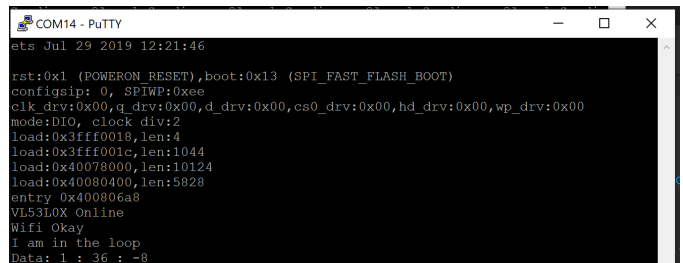 COM14 - PuTTY
ets Jul 29 2019 12:21:46
rst:0x1 (POWERON_RESET),boot:0x13 (SPI_FAST_FLASH_BOOT)
configsip: 0, SPIWP:0xee
clk_drv:0x00,q_drv:0x00,d_drv:0x00,cs0_drv:0x00,hd_drv:0x00,wp_drv:0x00
mode:DIO, clock div:2
load:0x3fff0018,len:4
load:0x3fff001c,len:1044
load:0x40078000,len:10124
load:0x40080400,len:5828
entry 0x400806a8
VL53L0X Online
Wifi Okay
I am in the loop
Data: 1 : 36 : -8